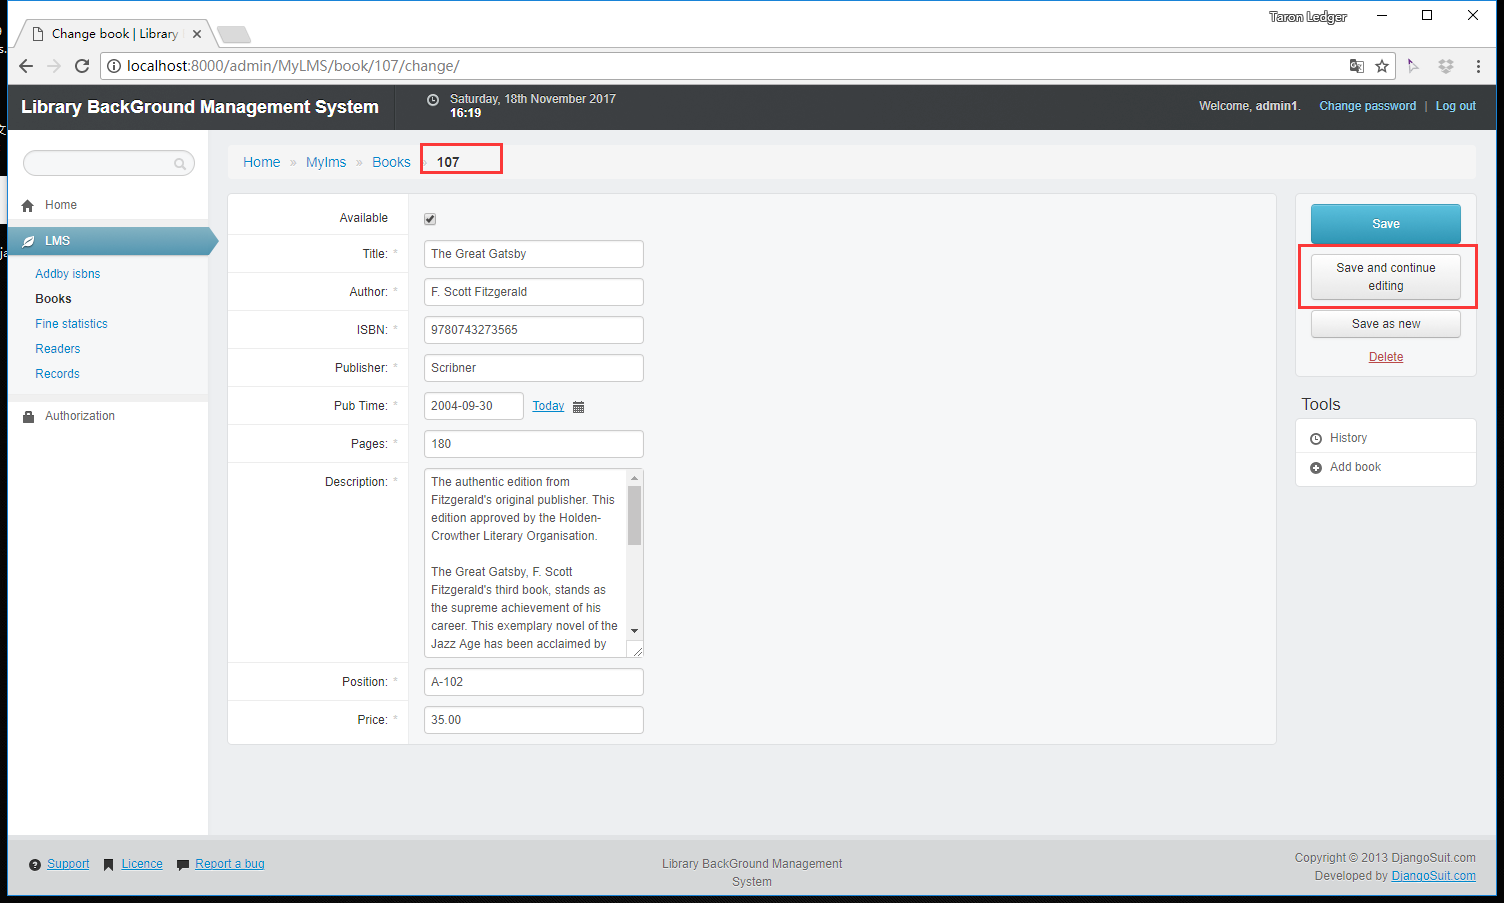 Taron Ledger
Change book | Library
localhost:8000/admin/MyLMS/book/107/change/
Library BackGround Management System
Saturday, 18th November 2017
16:19
Welcome, admin1.
Change password | Log out
Home » Mylms » Books » 107
Home
LMS
Addby isbns
Books
Fine statistics
Readers
Records
Authorization
Available
Title: *
The Great Gatsby
Author: *
F. Scott Fitzgerald
ISBN: *
9780743273565
Publisher: *
Scribner
Pub Time: *
2004-09-30
Today
Pages: *
180
Description: *
The authentic edition from
Fitzgerald's original publisher. This
edition approved by the Holden-
Crowther Literary Organisation.
The Great Gatsby, F. Scott
Fitzgerald's third book, stands as
the supreme achievement of his
career. This exemplary novel of the
Jazz Age has been acclaimed by
Position: *
A-102
Price: *
35.00
Save
Save and continue
editing
Save as new
Delete
Tools
History
Add book
Support
Licence
Report a bug
Library BackGround Management
System
Copyright © 2013 DjangoSuit.com
Developed by DjangoSuit.com